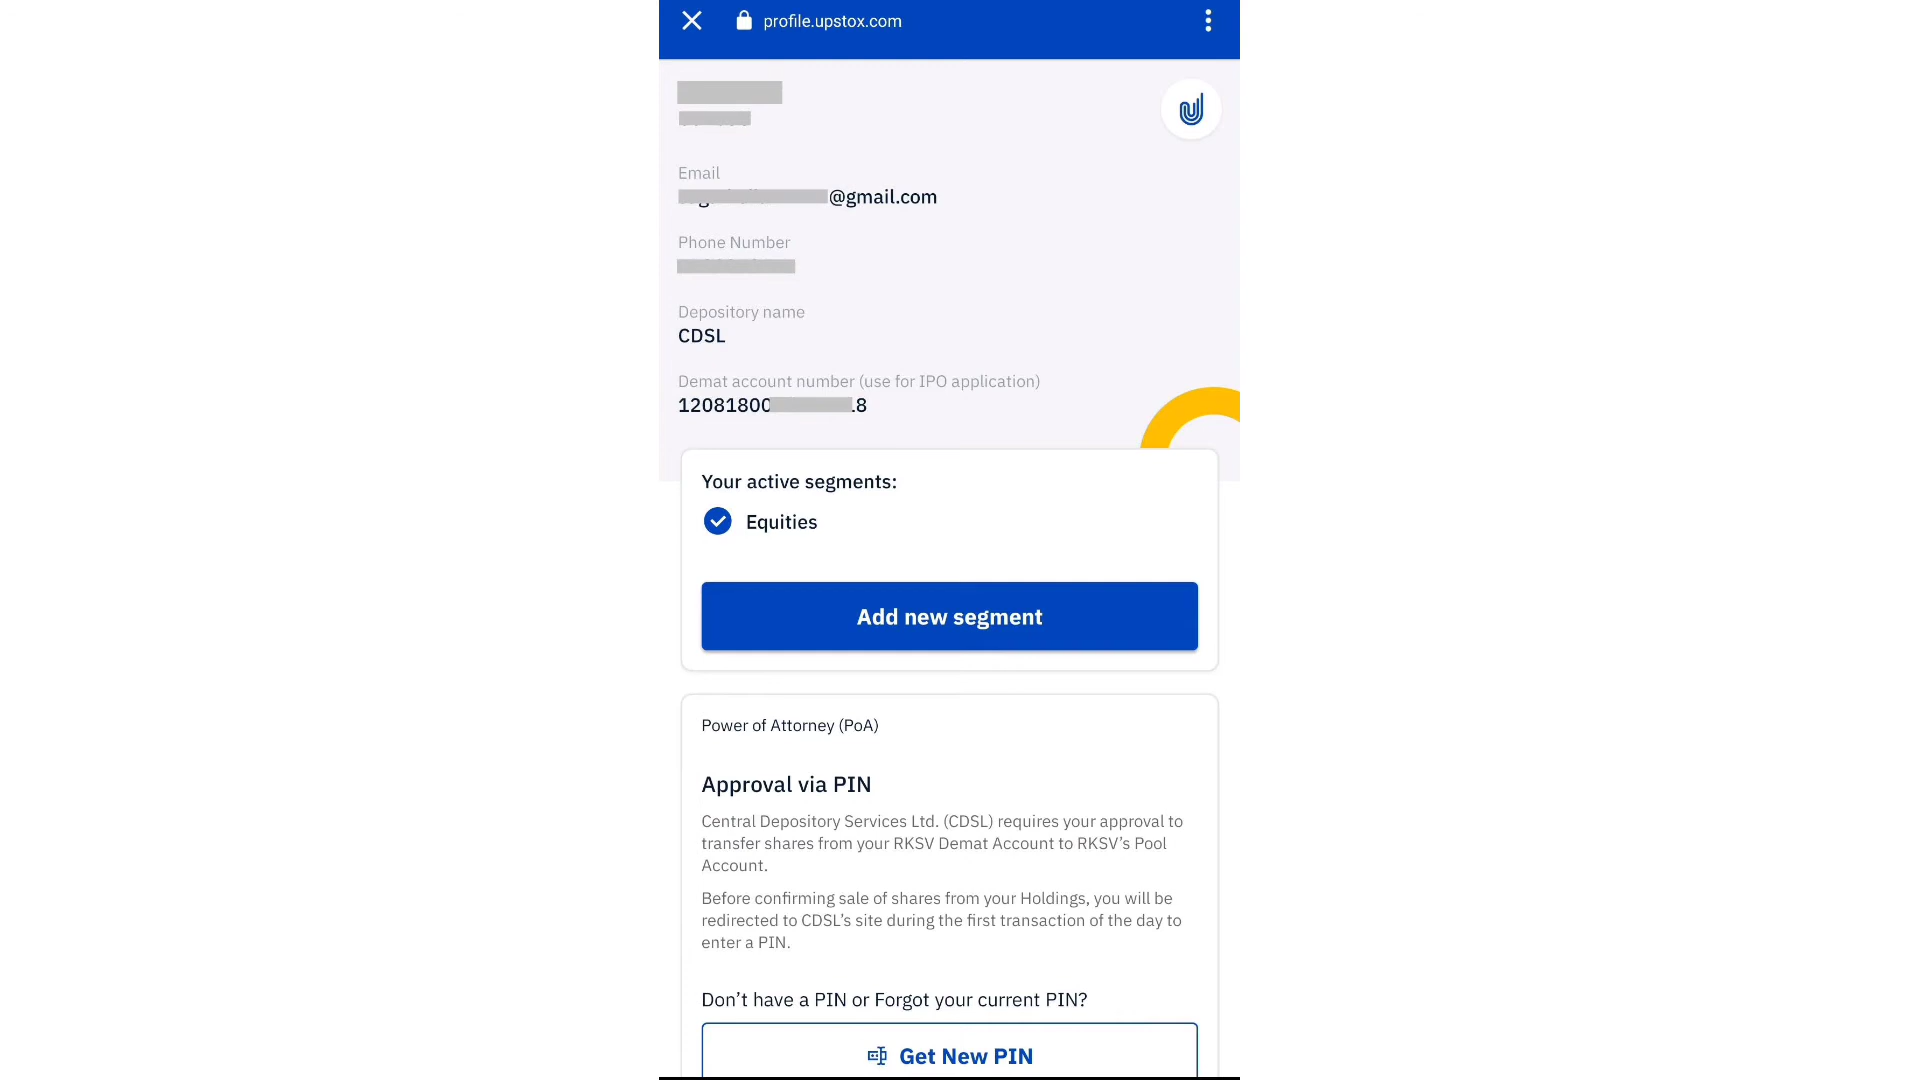 profile.upstox.com
Email
@gmail.com
Phone Number
Depository name
CDSL
Demat account number (use for IPO application)
12081800 8
Your active segments:
Equities
Add new segment
Power of Attorney (PoA)
Approval via PIN
Central Depository Services Ltd. (CDSL) requires your approval to
transfer shares from your RKSV Demat Account to RKSV’s Pool
Account.
Before confirming sale of shares from your Holdings, you will be
redirected to CDSL’s site during the first transaction of the day to
enter a PIN.
Don’t have a PIN or Forgot your current PIN?
Get New PIN